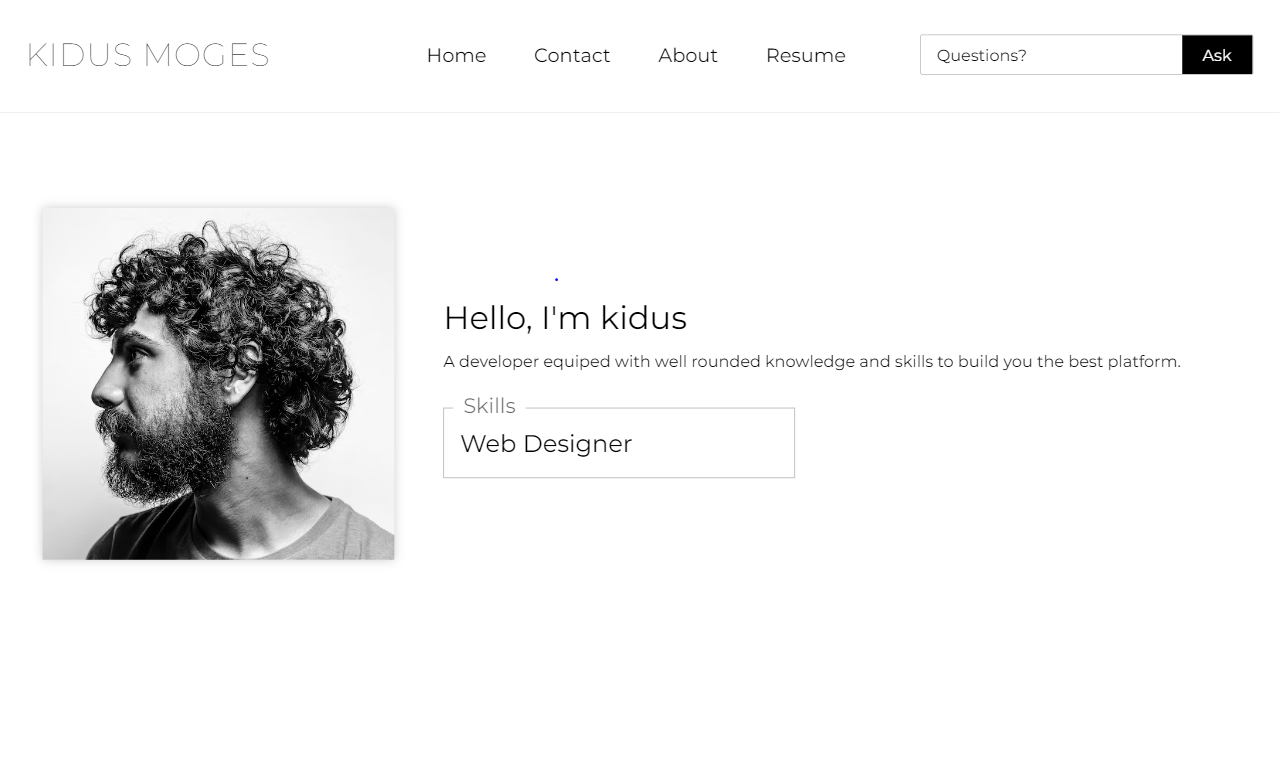 KIDUS MOGES
Home Contact About Resume
Questions? Ask
Hello, I'm kidus
A developer equiped with well rounded knowledge and skills to build you the best platform.
Skills
Web Designer